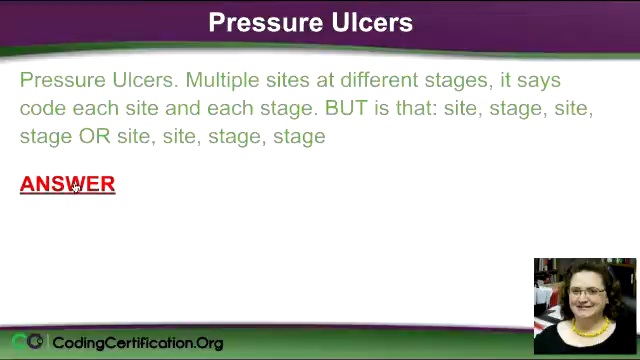 Pressure Ulcers
Pressure Ulcers. Multiple sites at different stages, it says
code each site and each stage. BUT is that: site, stage, site,
stage OR site, site, stage, stage
ANSWER
CodingCertification.Org